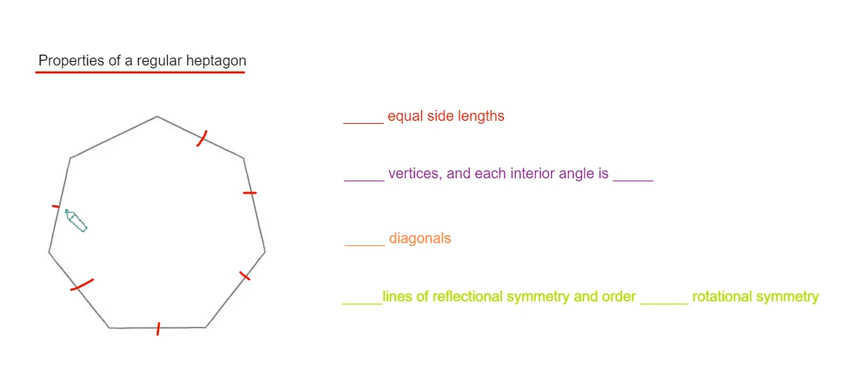 Properties of a regular heptagon
_____ equal side lengths
_____ vertices, and each interior angle is _____
_____ diagonals
_____lines of reflectional symmetry and order ______ rotational symmetry